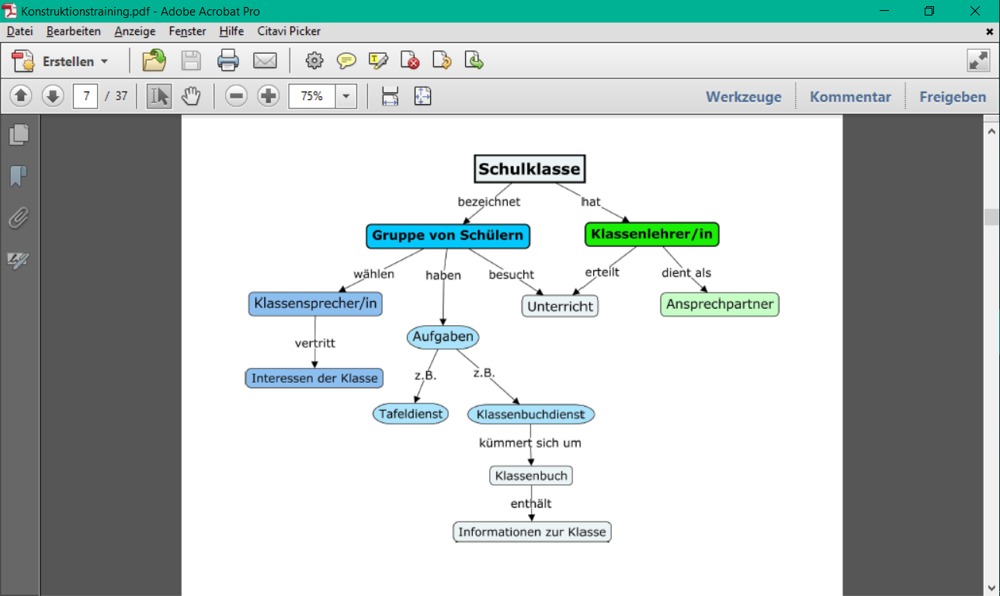 Konstruktionstraining.pdf - Adobe Acrobat Pro
Datei Bearbeiten Anzeige Fenster Hilfe Citavi Picker
Erstellen
7 / 37 75% Werkzeuge Kommentar Freigeben
Schulklasse
bezeichnet hat
Gruppe von Schülern Klassenlehrer/in
wählen haben besucht erteilt dient als
Klassensprecher/in Unterricht Ansprechpartner
Aufgaben
vertritt
z.B. z.B.
Interessen der Klasse
Tafeldienst Klassenbuchdienst
kümmert sich um
Klassenbuch
enthält
Informationen zur Klasse